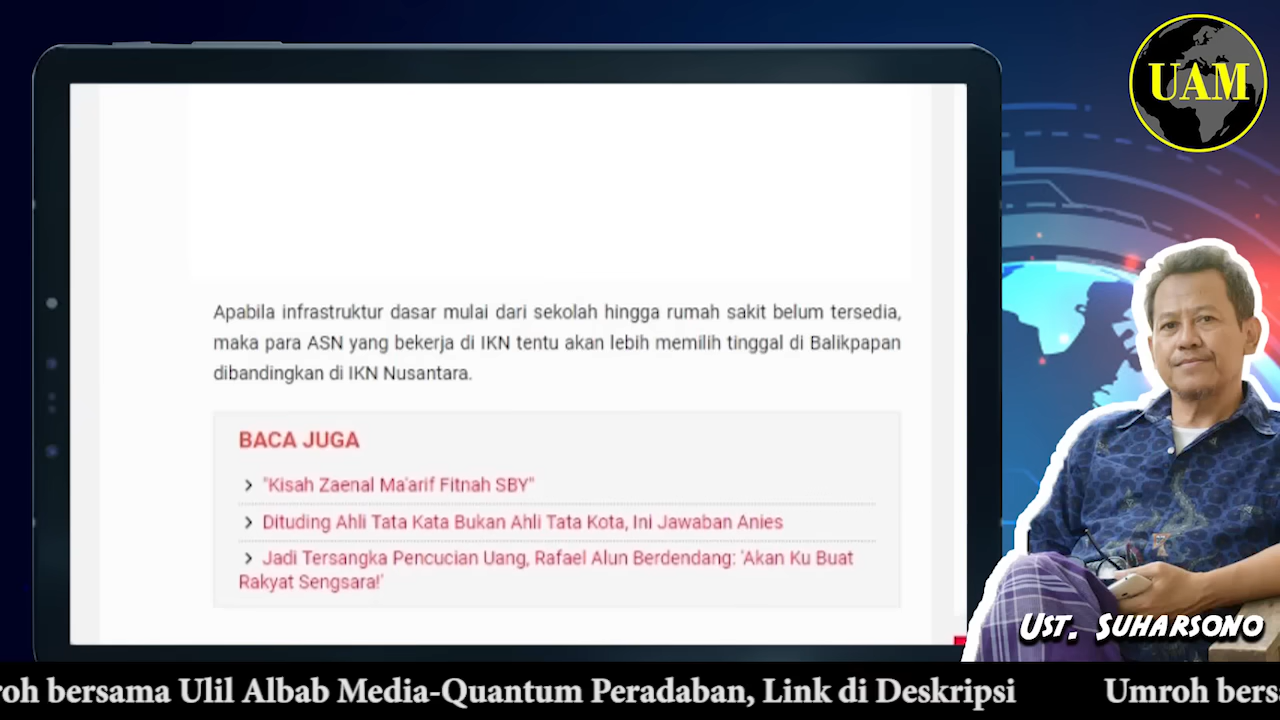 UAM
Apabila infrastruktur dasar mulai dari sekolah hingga rumah sakit belum tersedia,
maka para ASN yang bekerja di IKN tentu akan lebih memilih tinggal di Balikpapan
dibandingkan di IKN Nusantara.
BACA JUGA
"Kisah Zaenal Ma'arif Fitnah SBY"
Dituding Ahli Tata Kata Bukan Ahli Tata Kota, Ini Jawaban Anies
Jadi Tersangka Pencucian Uang, Rafael Alun Berdendang: 'Akan Ku Buat
Rakyat Sengsara!'
UST. SUHARSONO
roh bersama Ulil Albab Media-Quantum Peradaban, Link di Deskripsi Umroh bersa